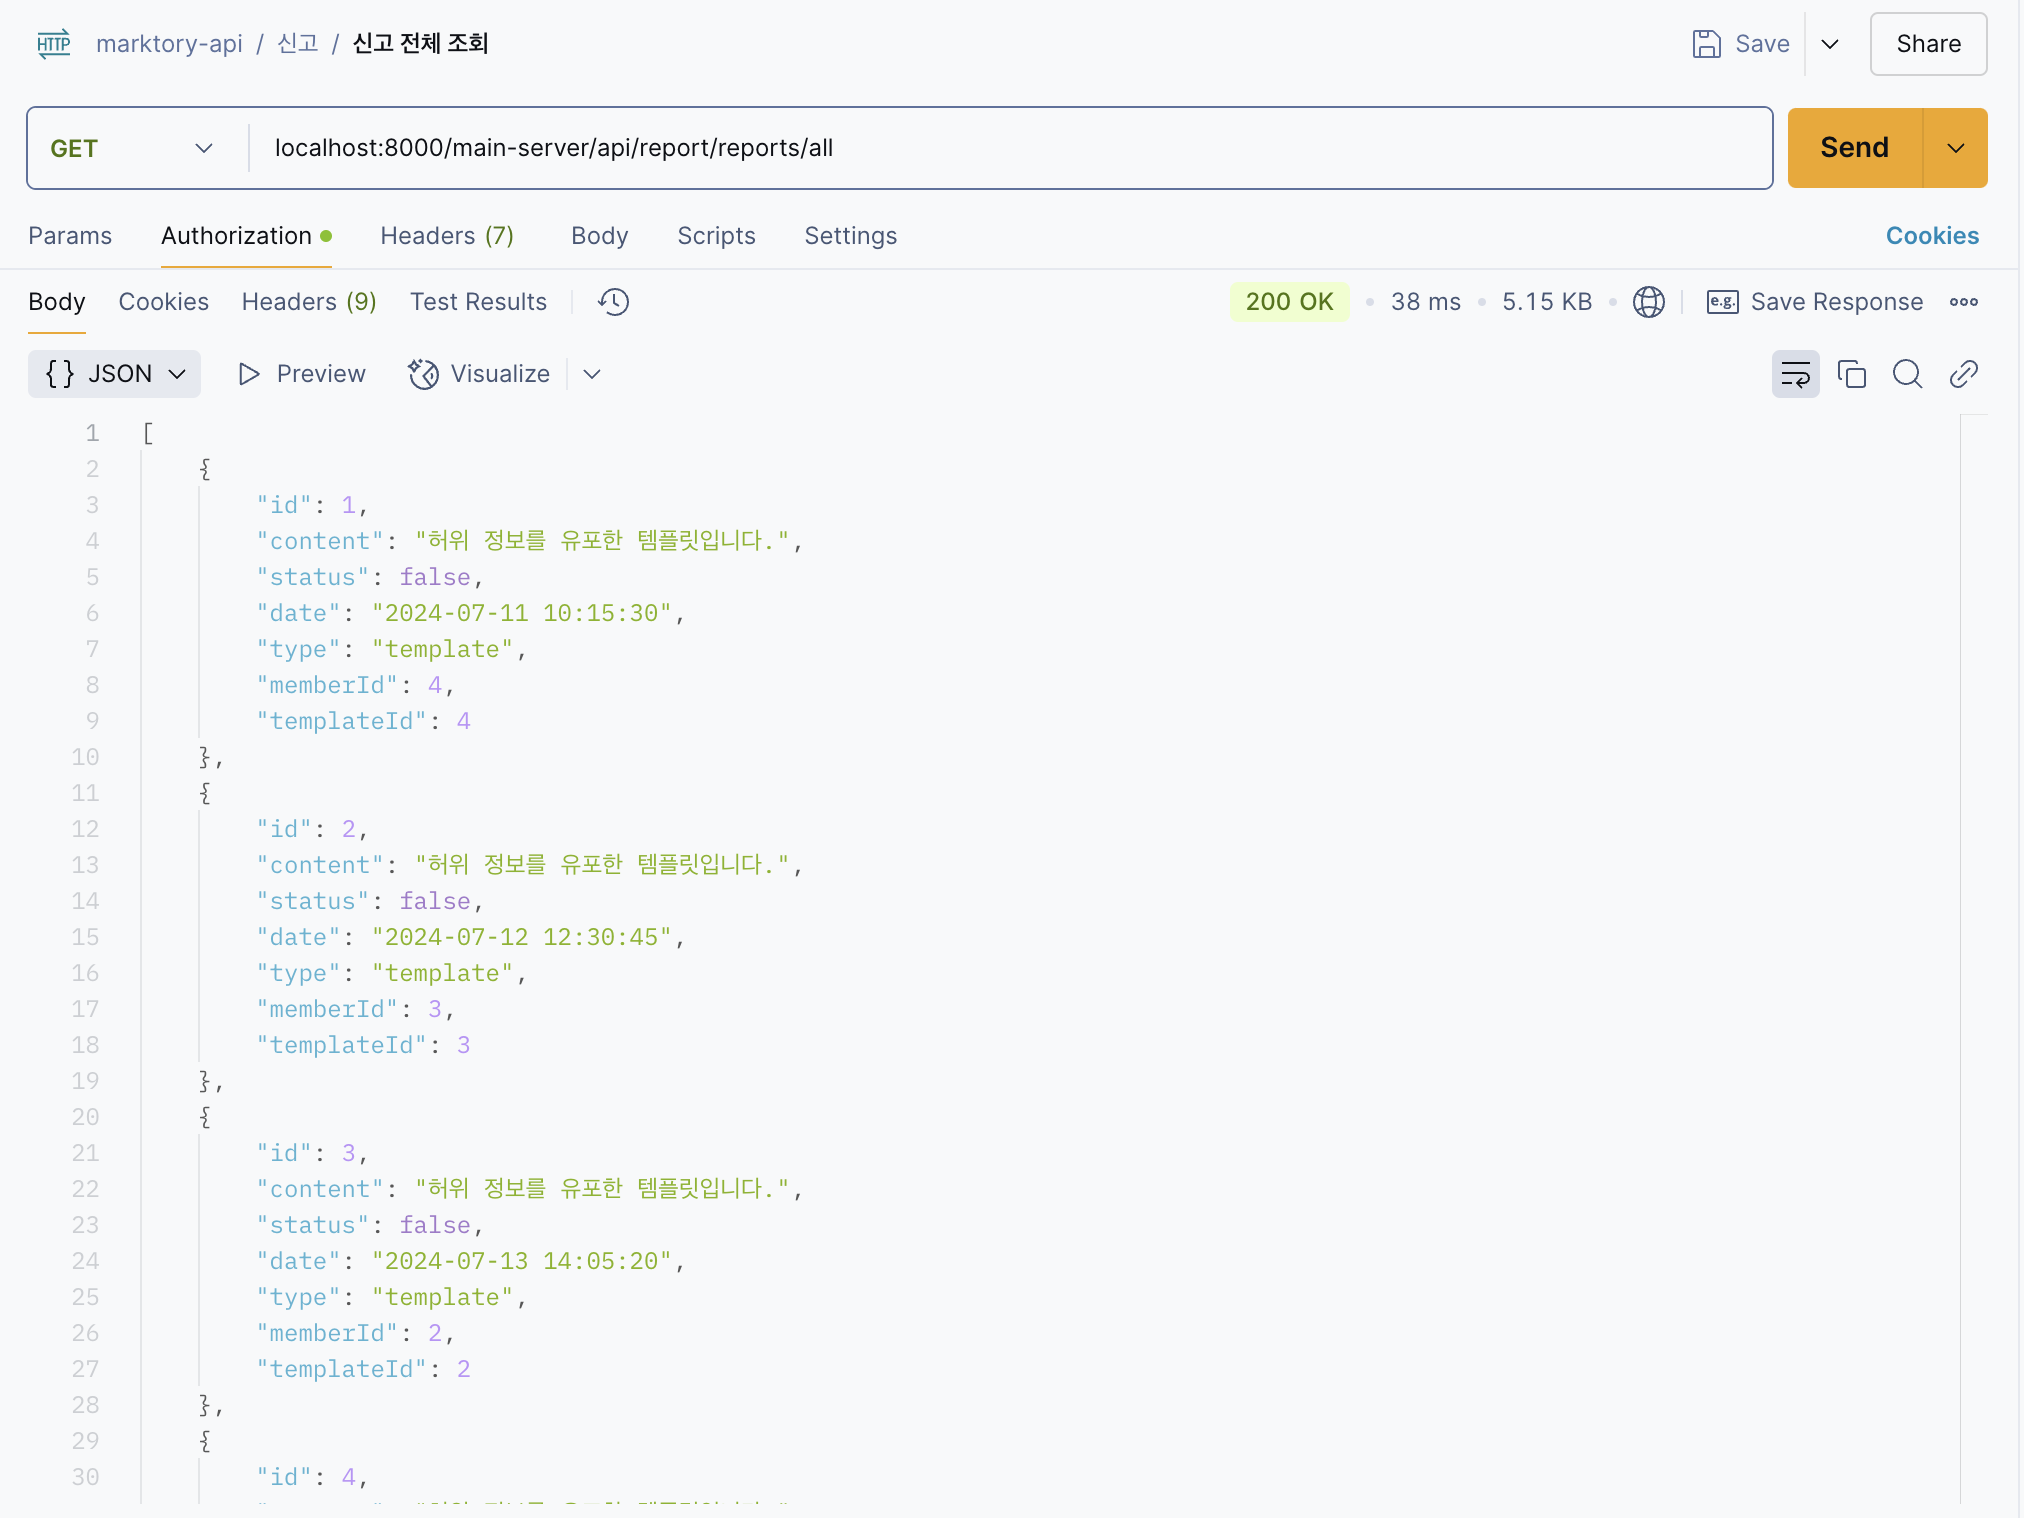 HTTP marktory-api / 신고 / 신고 전체 조회 Save Share
GET localhost:8000/main-server/api/report/reports/all Send
Params Authorization Headers (7) Body Scripts Settings Cookies
Body Cookies Headers (9) Test Results 200 OK • 38 ms • 5.15 KB • e.g. Save Response
{ } JSON Preview Visualize
1 [
2 {
3 "id": 1,
4 "content": "허위 정보를 유포한 템플릿입니다.",
5 "status": false,
6 "date": "2024-07-11 10:15:30",
7 "type": "template",
8 "memberId": 4,
9 "templateId": 4
10 },
11 {
12 "id": 2,
13 "content": "허위 정보를 유포한 템플릿입니다.",
14 "status": false,
15 "date": "2024-07-12 12:30:45",
16 "type": "template",
17 "memberId": 3,
18 "templateId": 3
19 },
20 {
21 "id": 3,
22 "content": "허위 정보를 유포한 템플릿입니다.",
23 "status": false,
24 "date": "2024-07-13 14:05:20",
25 "type": "template",
26 "memberId": 2,
27 "templateId": 2
28 },
29 {
30 "id": 4,